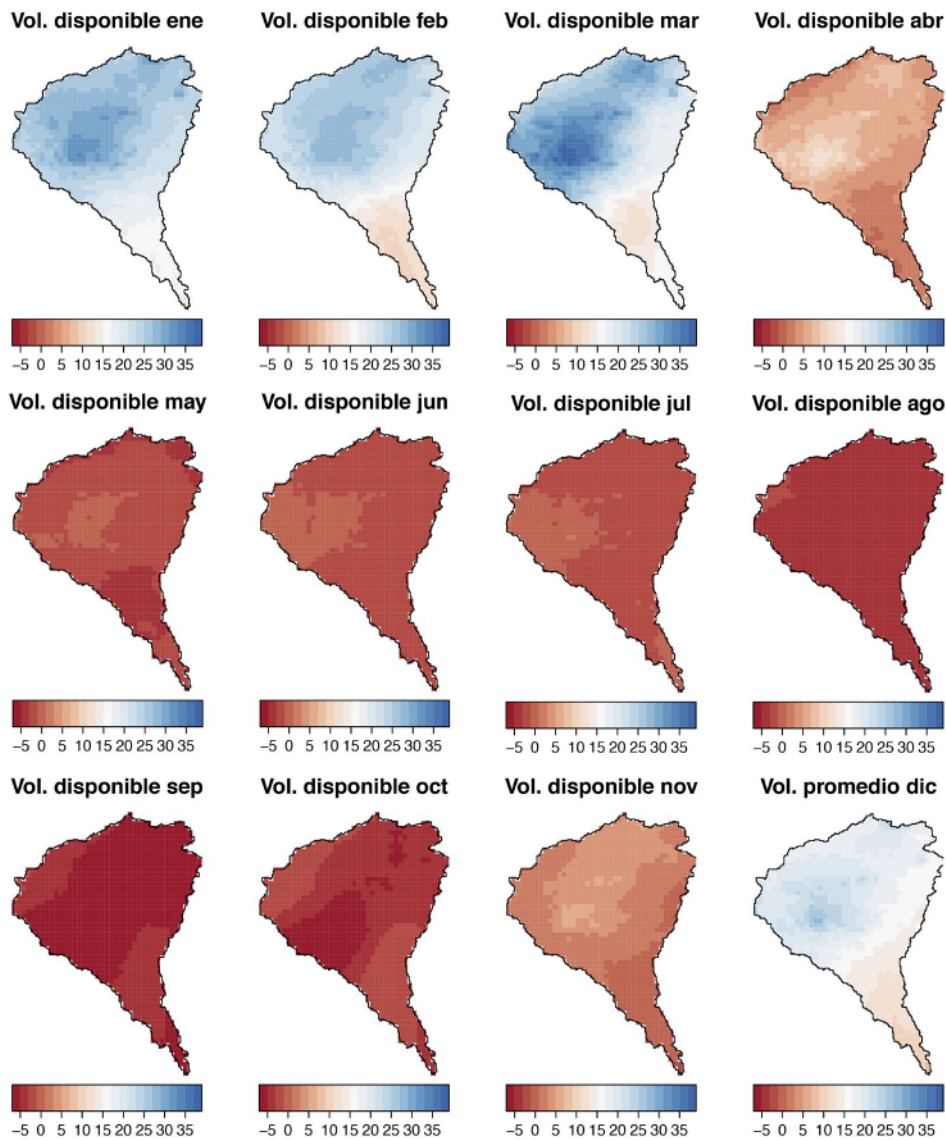 Vol. disponible ene Vol. disponible feb Vol. disponible mar Vol. disponible abr
−5 0 5 10 15 20 25 30 35 −5 0 5 10 15 20 25 30 35 −5 0 5 10 15 20 25 30 35 −5 0 5 10 15 20 25 30 35
Vol. disponible may Vol. disponible jun Vol. disponible jul Vol. disponible ago
−5 0 5 10 15 20 25 30 35 −5 0 5 10 15 20 25 30 35 −5 0 5 10 15 20 25 30 35 −5 0 5 10 15 20 25 30 35
Vol. disponible sep Vol. disponible oct Vol. disponible nov Vol. promedio dic
−5 0 5 10 15 20 25 30 35 −5 0 5 10 15 20 25 30 35 −5 0 5 10 15 20 25 30 35 −5 0 5 10 15 20 25 30 35